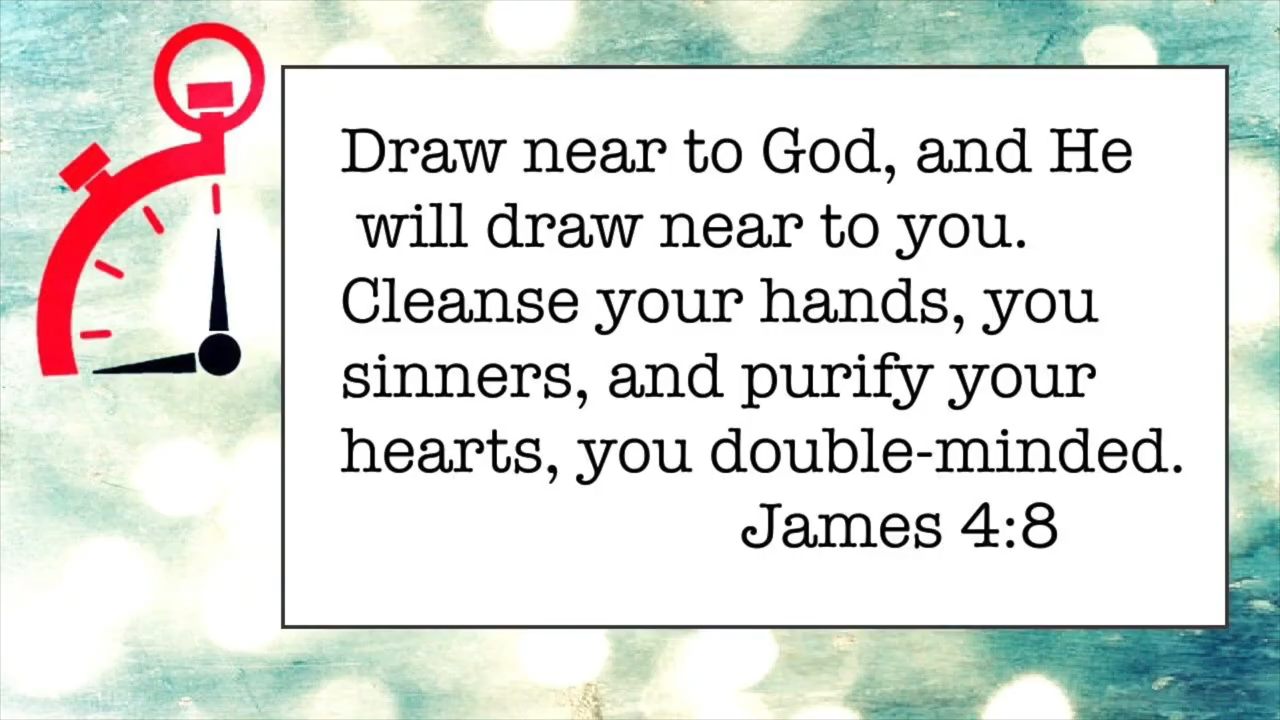 Draw near to God, and He
will draw near to you.
Cleanse your hands, you
sinners, and purify your
hearts, you double-minded.
James 4:8